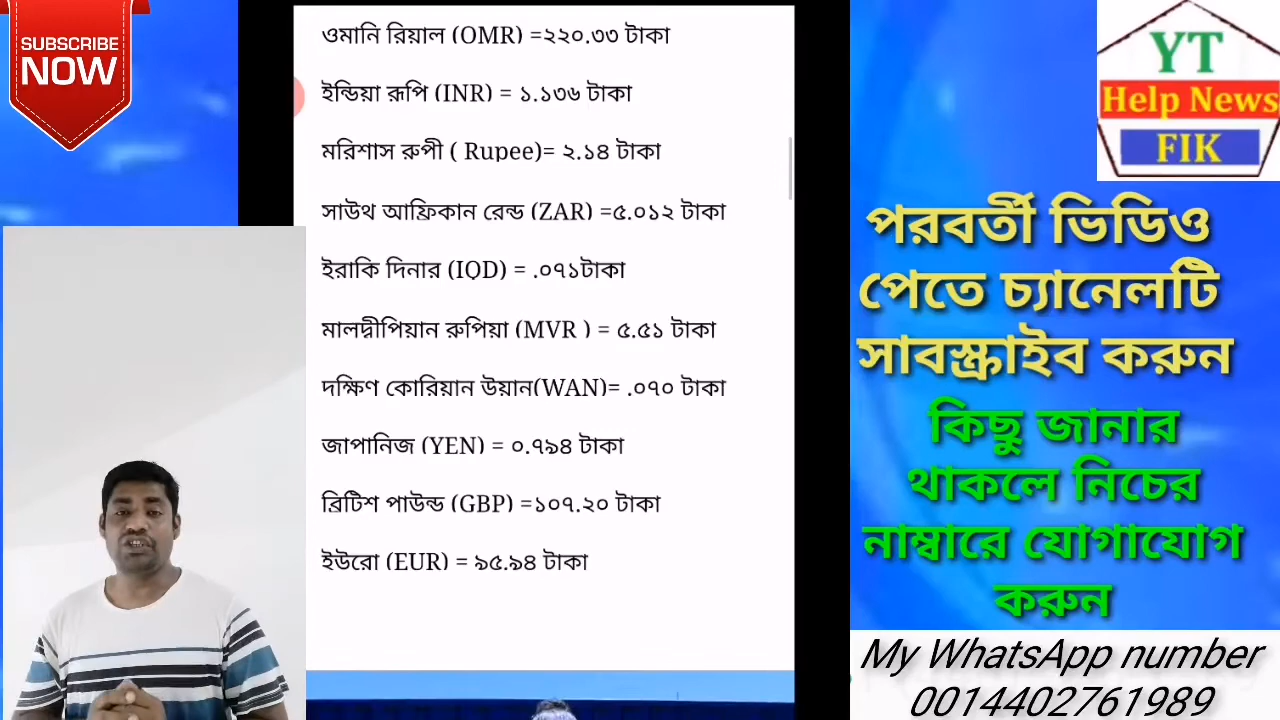 SUBSCRIBE
NOW
ওমানি রিয়াল (OMR) =২২০.৩৩ টাকা
ইন্ডিয়া রূপি (INR) = ১.১৩৬ টাকা
মরিশাস রুপী ( Rupee)= ২.১৪ টাকা
সাউথ আফ্রিকান রেন্ড (ZAR) =৫.০১২ টাকা
ইরাকি দিনার (IQD) = .০৭১টাকা
মালদ্বীপিয়ান রুপিয়া (MVR ) = ৫.৫১ টাকা
দক্ষিণ কোরিয়ান উয়ান(WAN)= .০৭০ টাকা
জাপানিজ (YEN) = ০.৭৯৪ টাকা
ব্রিটিশ পাউন্ড (GBP) =১০৭.২০ টাকা
ইউরো (EUR) = ৯৫.৯৪ টাকা
YT
Help News
FIK
পরবর্তী ভিডিও
পেতে চ্যানেলটি
সাবস্ক্রাইব করুন
কিছু জানার
থাকলে নিচের
নাম্বারে যোগাযোগ
করুন
My WhatsApp number
0014402761989